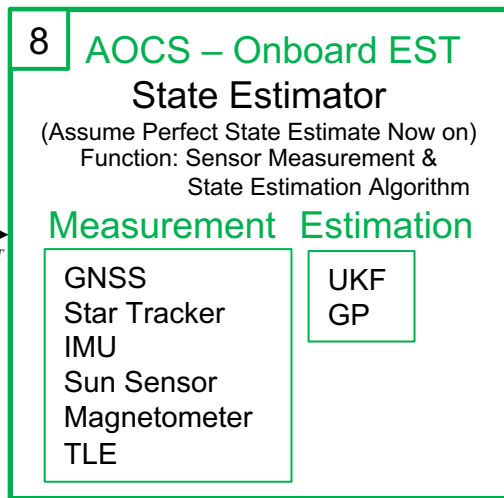 8
AOCS – Onboard EST
State Estimator
(Assume Perfect State Estimate Now on)
Function: Sensor Measurement &
State Estimation Algorithm
Measurement Estimation
GNSS
Star Tracker
IMU
Sun Sensor
Magnetometer
TLE
UKF
GP